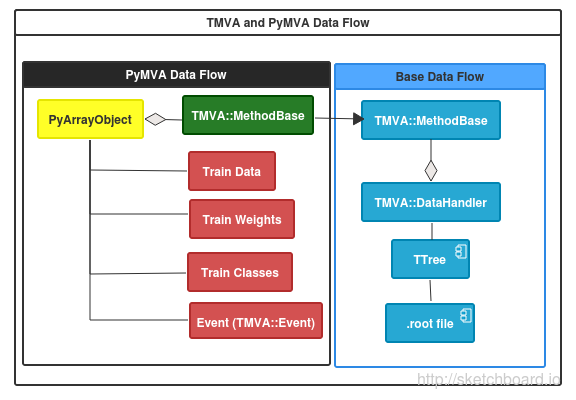 TMVA and PyMVA Data Flow
PyMVA Data Flow
Base Data Flow
PyArrayObject
TMVA::MethodBase
TMVA::MethodBase
Train Data
Train Weights
Train Classes
Event (TMVA::Event)
TMVA::DataHandler
TTree
.root file
http://sketchboard.io